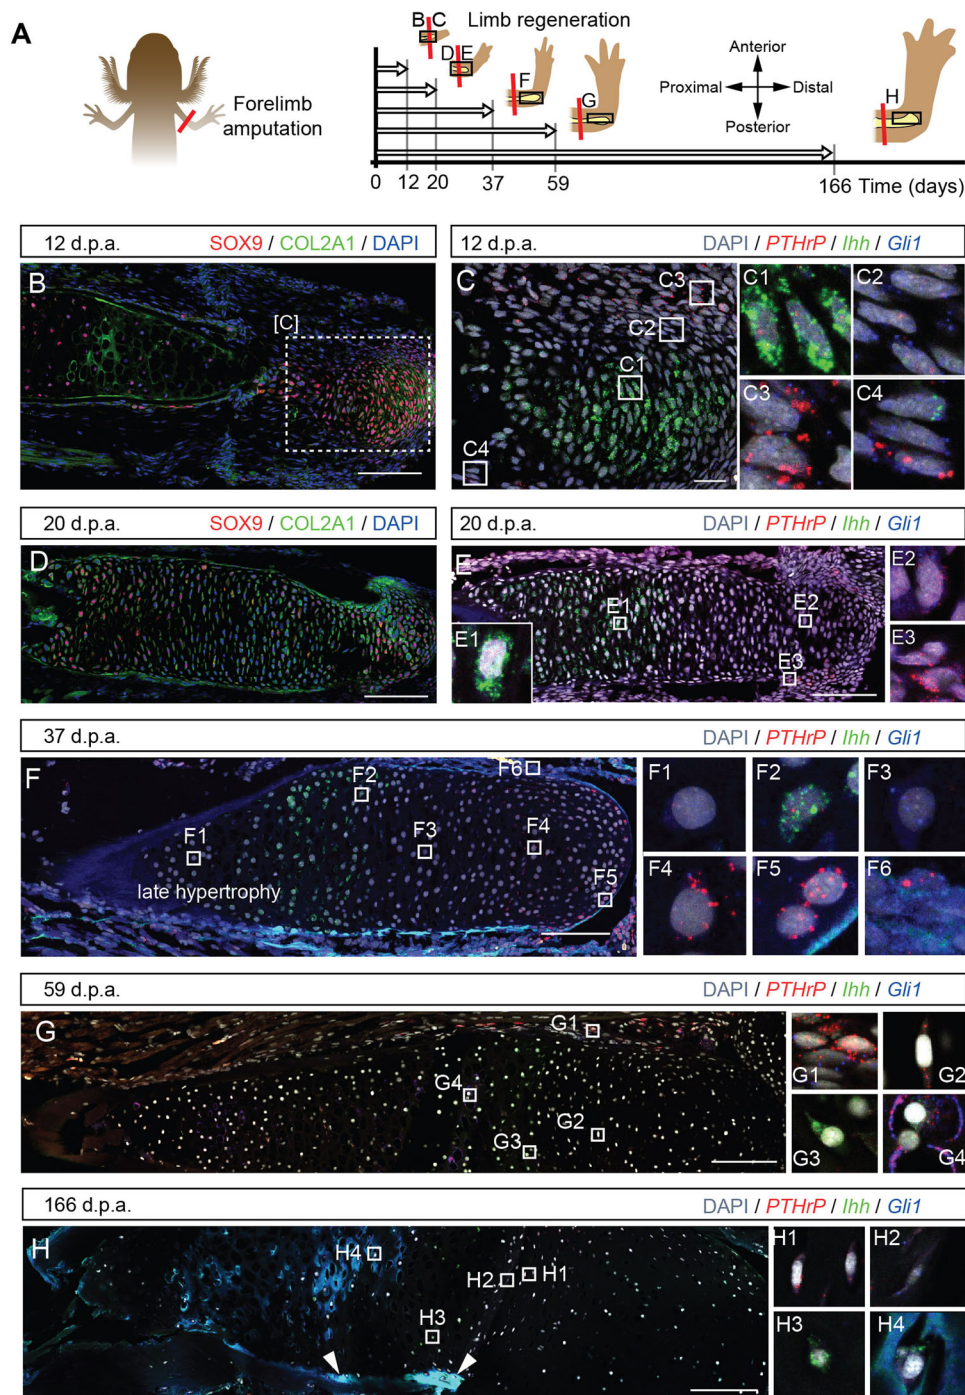 A
Forelimb
amputation
Limb regeneration
B C
D E
F
G
H
Anterior
Proximal
Distal
Posterior
0 12 20 37 59 166 Time (days)
12 d.p.a. SOX9 / COL2A1 / DAPI
12 d.p.a. DAPI / PTHrP / Ihh / Gli1
B
[C]
C
C3
C2
C1
C4
C1
C2
C3
C4
20 d.p.a. SOX9 / COL2A1 / DAPI
20 d.p.a. DAPI / PTHrP / Ihh / Gli1
D
E
E1
E2
E3
E1
E2
E3
37 d.p.a. DAPI / PTHrP / Ihh / Gli1
F
F6
F2
F1
F3
F4
F5
late hypertrophy
F1
F2
F3
F4
F5
F6
59 d.p.a. DAPI / PTHrP / Ihh / Gli1
G
G1
G4
G2
G3
G1
G2
G3
G4
166 d.p.a. DAPI / PTHrP / Ihh / Gli1
H
H4
H2
H1
H3
H1
H2
H3
H4